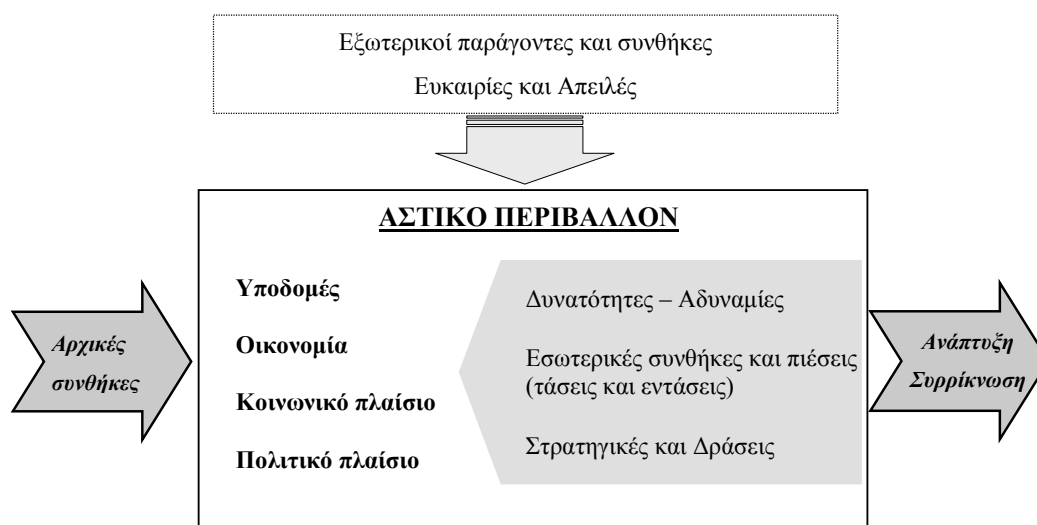 Εξωτερικοί παράγοντες και συνθήκες
Ευκαιρίες και Απειλές
ΑΣΤΙΚΟ ΠΕΡΙΒΑΛΛΟΝ
Αρχικές
συνθήκες
Υποδομές
Οικονομία
Κοινωνικό πλαίσιο
Πολιτικό πλαίσιο
Δυνατότητες – Αδυναμίες
Εσωτερικές συνθήκες και πιέσεις
(τάσεις και εντάσεις)
Στρατηγικές και Δράσεις
Ανάπτυξη
Συρρίκνωση